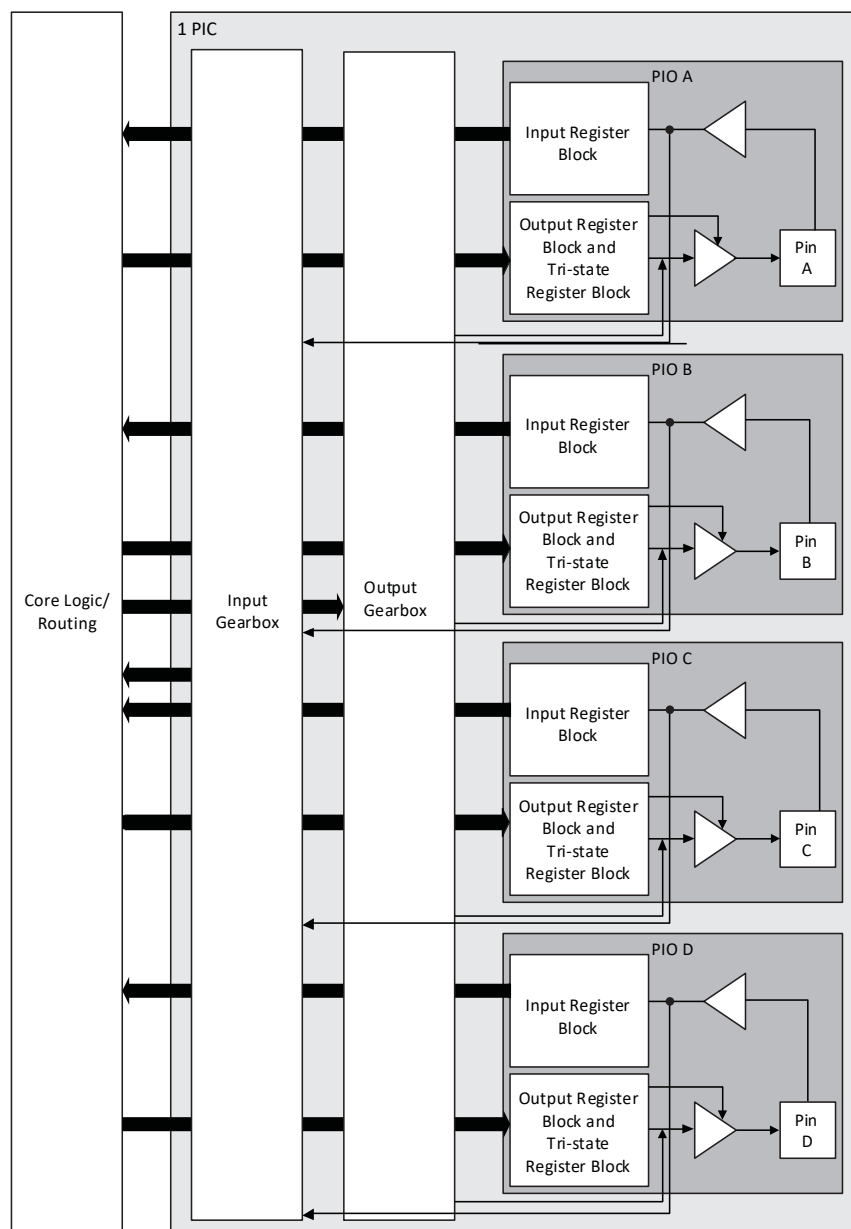 1 PIC
Core Logic/
Routing
Input
Gearbox
Output
Gearbox
PIO A
Input Register
Block
Output Register
Block and
Tri-state
Register Block
Pin
A
PIO B
Input Register
Block
Output Register
Block and
Tri-state
Register Block
Pin
B
PIO C
Input Register
Block
Output Register
Block and
Tri-state
Register Block
Pin
C
PIO D
Input Register
Block
Output Register
Block and
Tri-state
Register Block
Pin
D